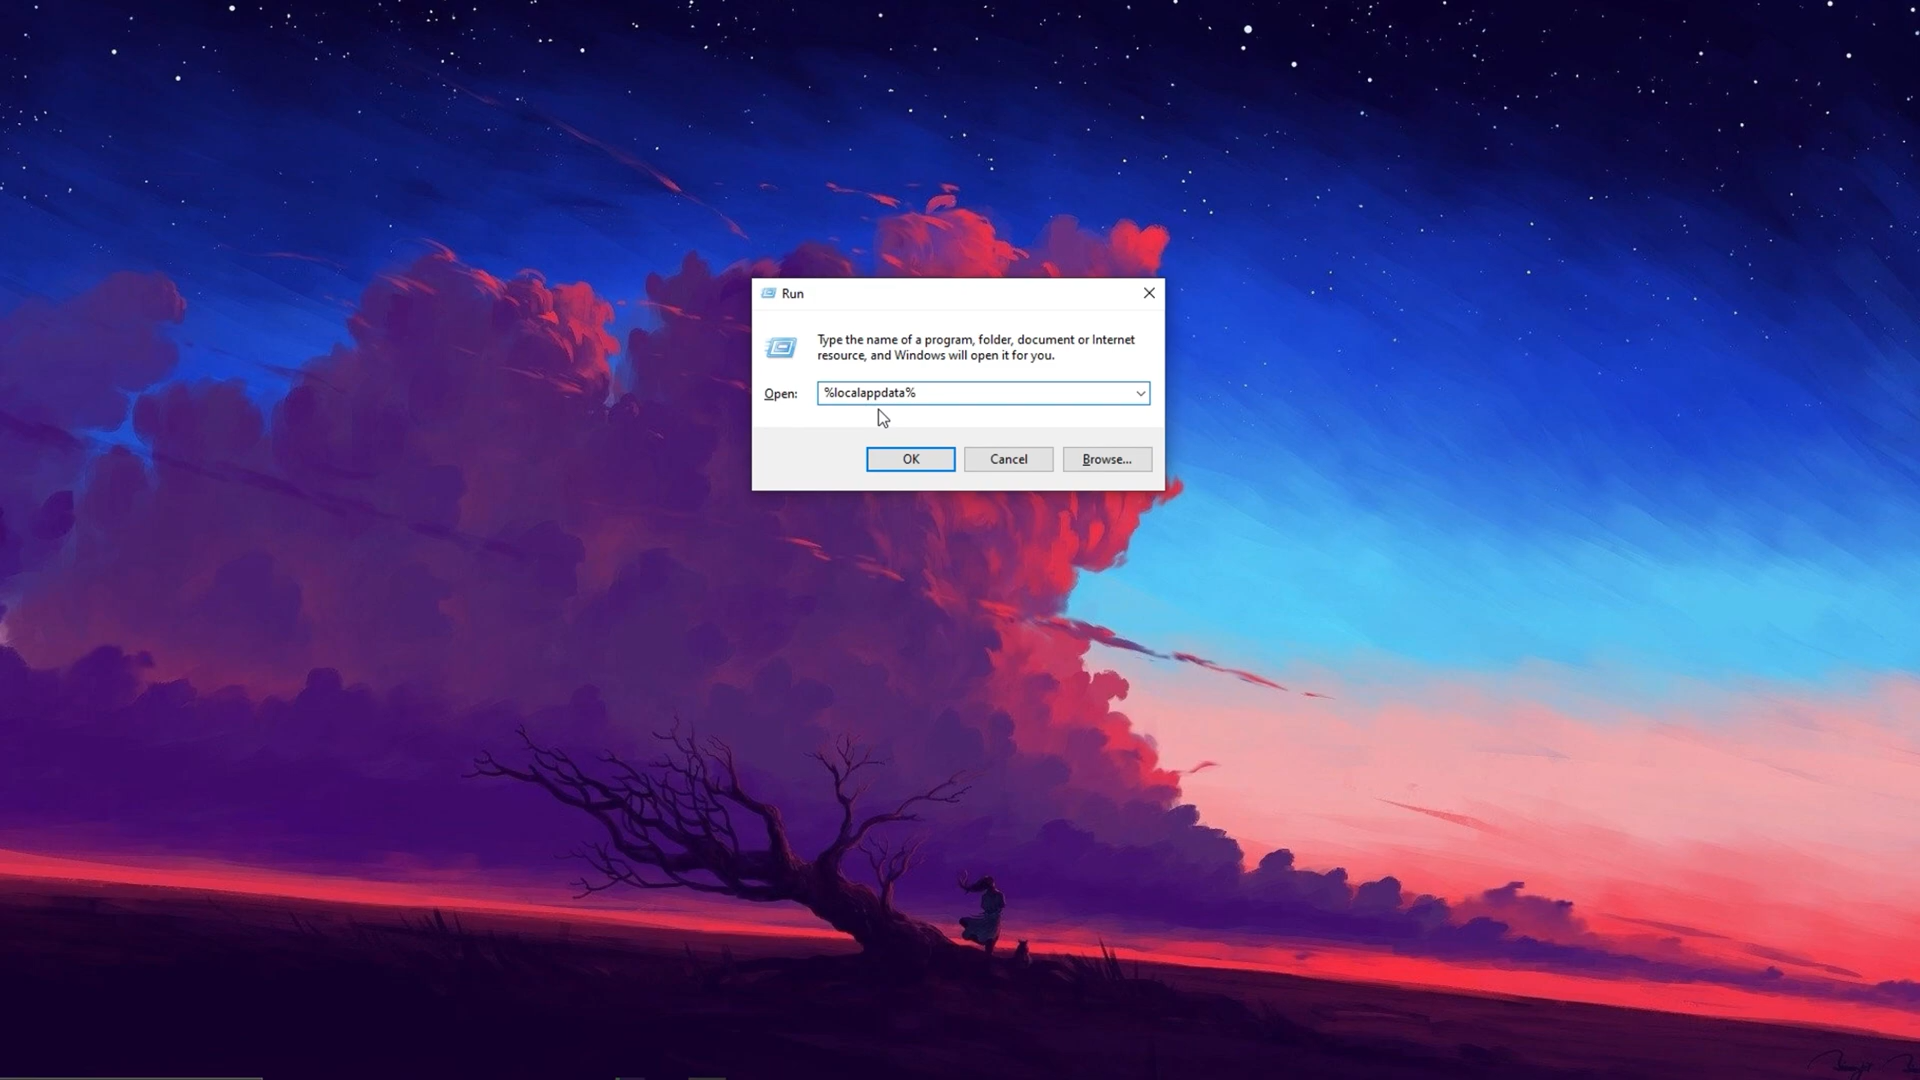 Run
Type the name of a program, folder, document or Internet
resource, and Windows will open it for you.
Open: %localappdata%
OK Cancel Browse...